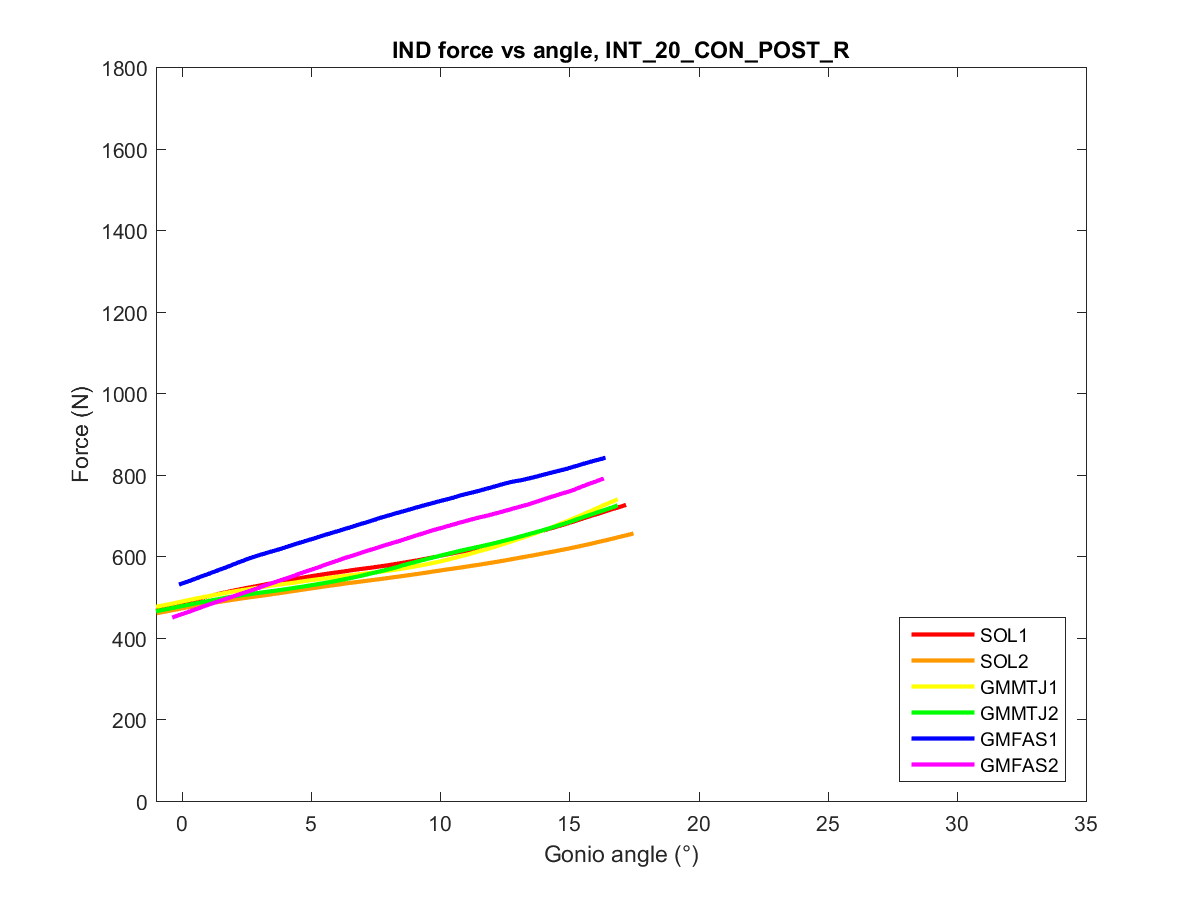 IND force vs angle, INT_20_CON_POST_R
1800
1600
1400
1200
1000
800
600
400
200
0
Force (N)
0 5 10 15 20 25 30 35
Gonio angle (°)
SOL1
SOL2
GMMTJ1
GMMTJ2
GMFAS1
GMFAS2